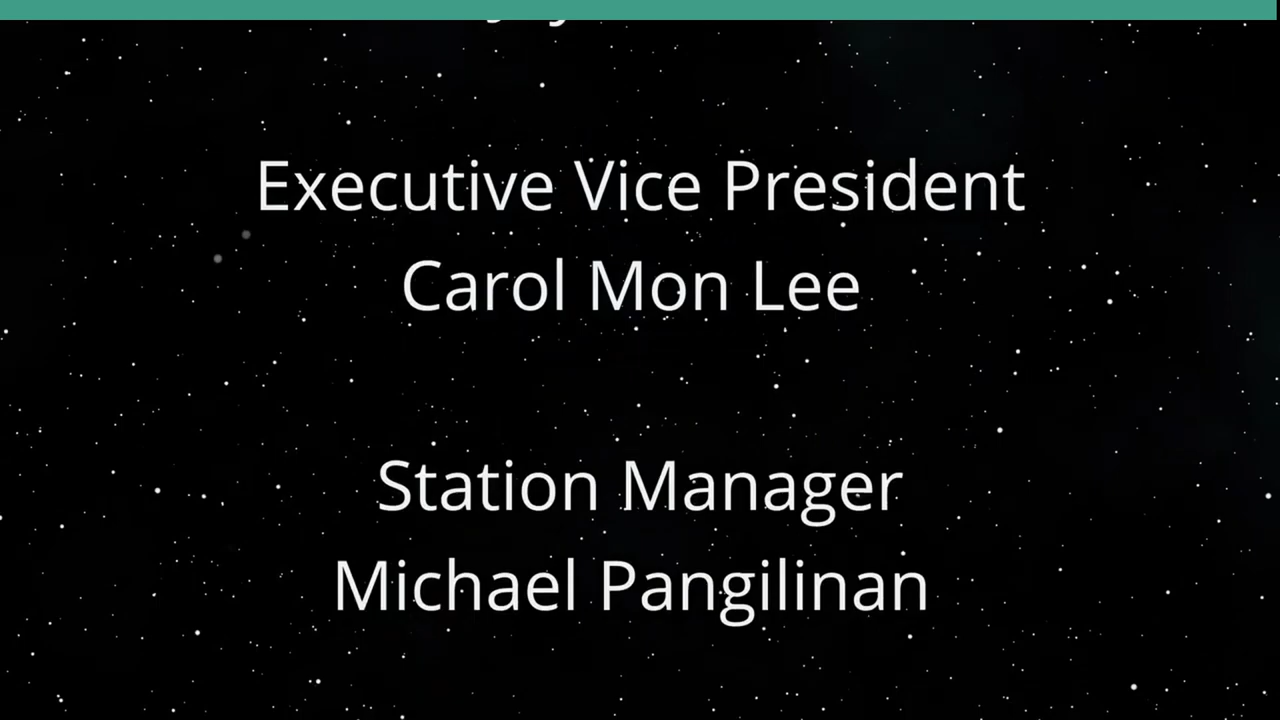 Executive Vice President
Carol Mon Lee
Station Manager
Michael Pangilinan